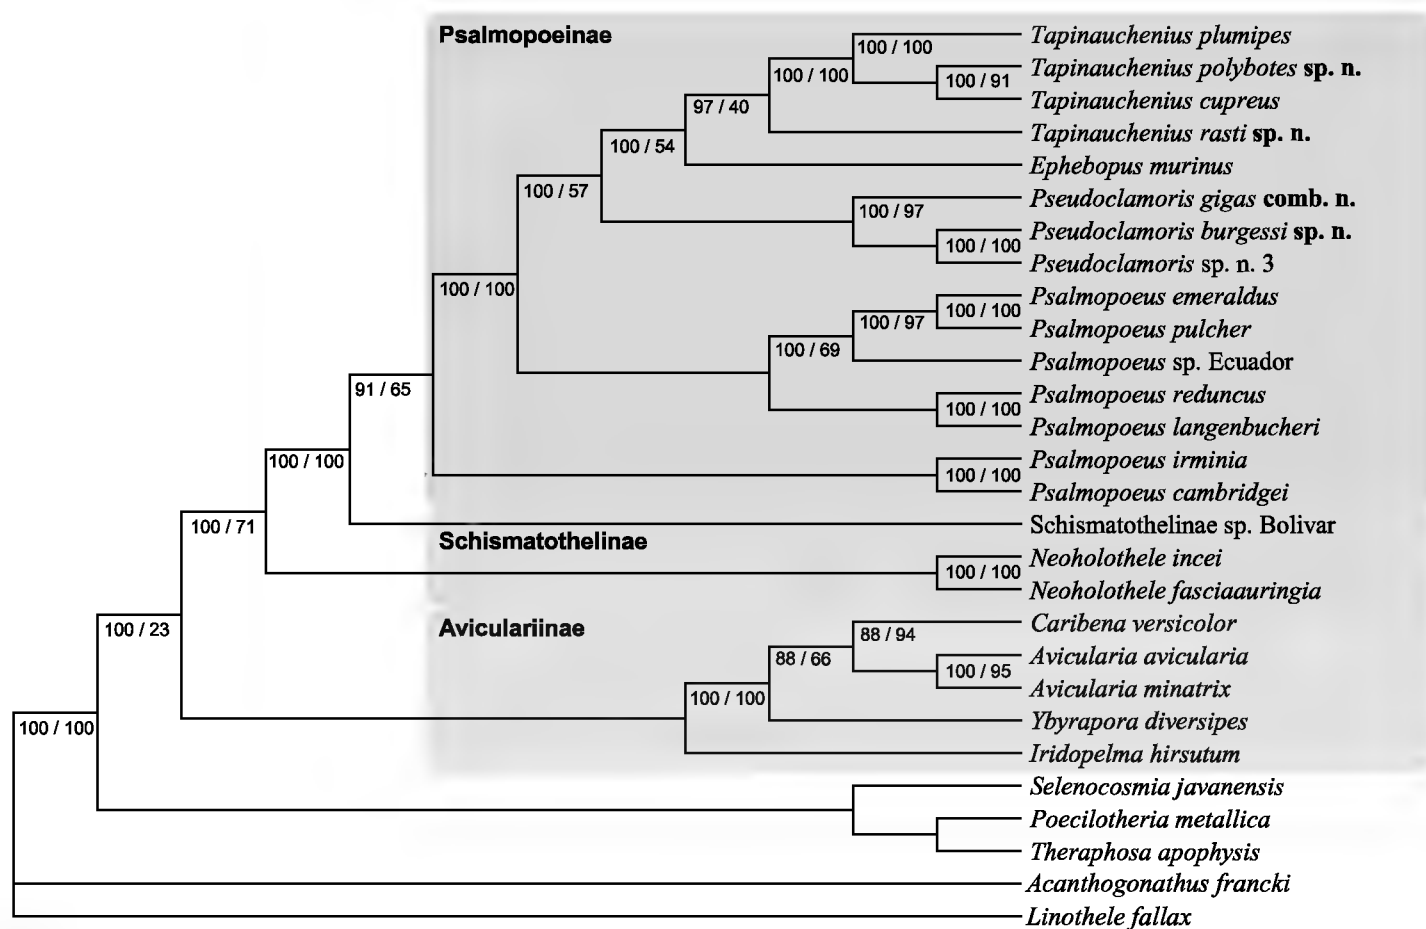 Psalmopoeinae
Tapinauchenius plumipes
100 / 100
Tapinauchenius polybotes sp. n.
100 / 100
100 / 91
Tapinauchenius cupreus
97 / 40
Tapinauchenius rasti sp. n.
100 / 54
Ephebopus murinus
100 / 57
Pseudoclamoris gigas comb. n.
100 / 97
Pseudoclamoris burgessi sp. n.
100 / 100
Pseudoclamoris sp. n. 3
100 / 100
Psalmopoeus emeraldus
100 / 100
100 / 97
Psalmopoeus pulcher
100 / 69
Psalmopoeus sp. Ecuador
91 / 65
Psalmopoeus reduncus
100 / 100
Psalmopoeus langenbucheri
100 / 100
Psalmopoeus irminia
100 / 100
Psalmopoeus cambridgei
100 / 71
Schismatothelinae sp. Bolivar
Schismatothelinae
Neoholothele incei
100 / 100
Neoholothele fasciaauringia
100 / 23
Aviculariinae
Caribena versicolor
88 / 94
88 / 66
Avicularia avicularia
100 / 95
Avicularia minatrix
100 / 100
100 / 100
Ybyrapora diversipes
Iridopelma hirsutum
Selenocosmia javanensis
Poecilotheria metallica
Theraphosa apophysis
Acanthogonathus francki
Linothele fallax